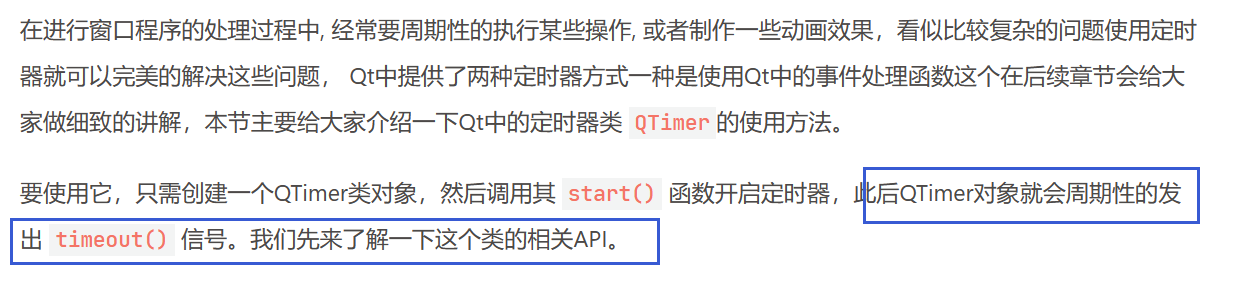 在进行窗口程序的处理过程中, 经常要周期性的执行某些操作, 或者制作一些动画效果，看似比较复杂的问题使用定时
器就可以完美的解决这些问题， Qt中提供了两种定时器方式一种是使用Qt中的事件处理函数这个在后续章节会给大
家做细致的讲解，本节主要给大家介绍一下Qt中的定时器类 QTimer 的使用方法。
要使用它，只需创建一个QTimer类对象，然后调用其 start() 函数开启定时器，此后QTimer对象就会周期性的发
出 timeout() 信号。我们先来了解一下这个类的相关API。